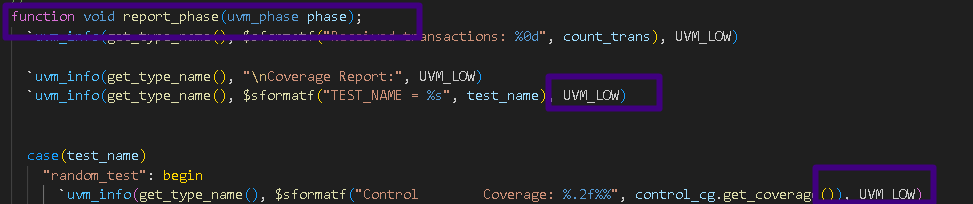 function void report_phase(uvm_phase phase);
`uvm_info(get_type_name(), $sformatf("Received transactions: %0d", count_trans), UVM_LOW)
`uvm_info(get_type_name(), "\nCoverage Report:", UVM_LOW)
`uvm_info(get_type_name(), $sformatf("TEST_NAME = %s", test_name), UVM_LOW)
case(test_name)
"random_test": begin
`uvm_info(get_type_name(), $sformatf("Control        Coverage: %.2f%%", control_cg.get_coverage()), UVM_LOW)